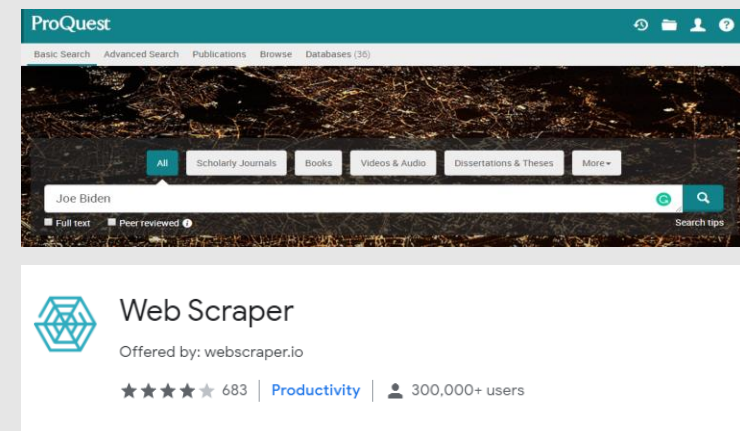 ProQuest
Basic Search Advanced Search Publications Browse Databases (36)
All Scholarly Journals Books Videos & Audio Dissertations & Theses More
Joe Biden
Full text Peer reviewed Search tips
Web Scraper
Offered by: webscraper.io
683 Productivity 300,000+ users